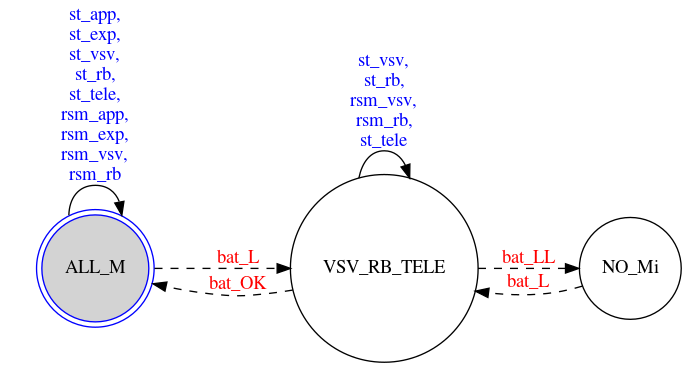 st_app,
st_exp,
st_vsv,
st_rb,
st_tele,
rsm_app,
rsm_exp,
rsm_vsv,
rsm_rb
ALL_M
bat_L
bat_OK
st_vsv,
st_rb,
rsm_vsv,
rsm_rb,
st_tele
VSV_RB_TELE
bat_LL
bat_L
NO_Mi